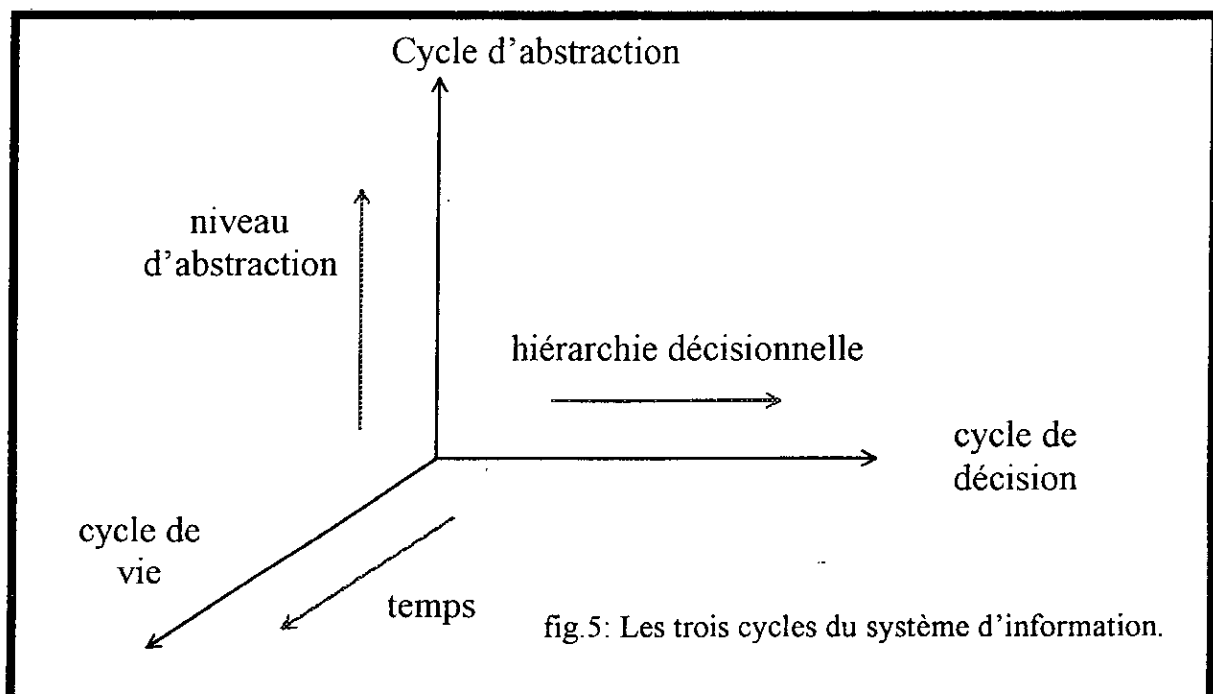 Cycle d'abstraction
niveau
d'abstraction
hiérarchie décisionnelle
cycle de
décision
cycle de
vie
temps
fig.5: Les trois cycles du système d'information.